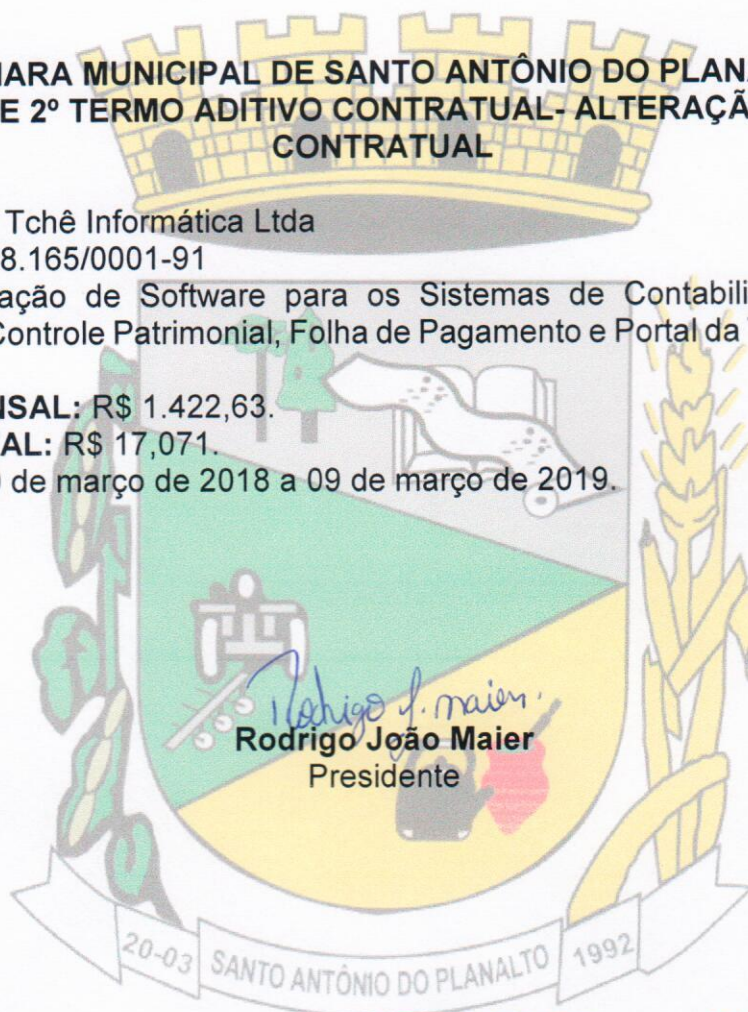 MARA MUNICIPAL DE SANTO ANTÔNIO DO PLANA
E 2º TERMO ADITIVO CONTRATUAL- ALTERAÇÃ
CONTRATUAL
Tchê Informática Ltda
8.165/0001-91
ação de Software para os Sistemas de Contabili
Controle Patrimonial, Folha de Pagamento e Portal da
NSAL: R$ 1.422,63.
AL: R$ 17,071.
de março de 2018 a 09 de março de 2019.
Rodrigo J. Maier.
Rodrigo João Maier
Presidente
20-03 SANTO ANTÔNIO DO PLANALTO 1992